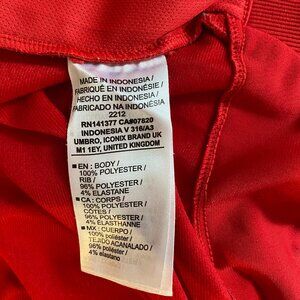 MADE IN INDONESIA /
FABRIQUÉ EN INDONÉSIE /
HECHO EN INDONESIA /
FABRICADO NA INDONÉSIA
2212
RN141377 CA#07820
INDONESIA V 316/A3
UMBRO, ICONIX BRAND UK
M1 1EY, UNITED KINGDOM
■ EN : BODY /
100% POLYESTER /
RIB /
96% POLYESTER /
4% ELASTANE
■ CA : CORPS /
100% POLYESTER /
CÔTES /
96% POLYESTER /
4% ÉLASTHANNE
■ MX : CUERPO /
100% poliéster /
TEJIDO ACANALADO /
96% poliéster /
4% elastano